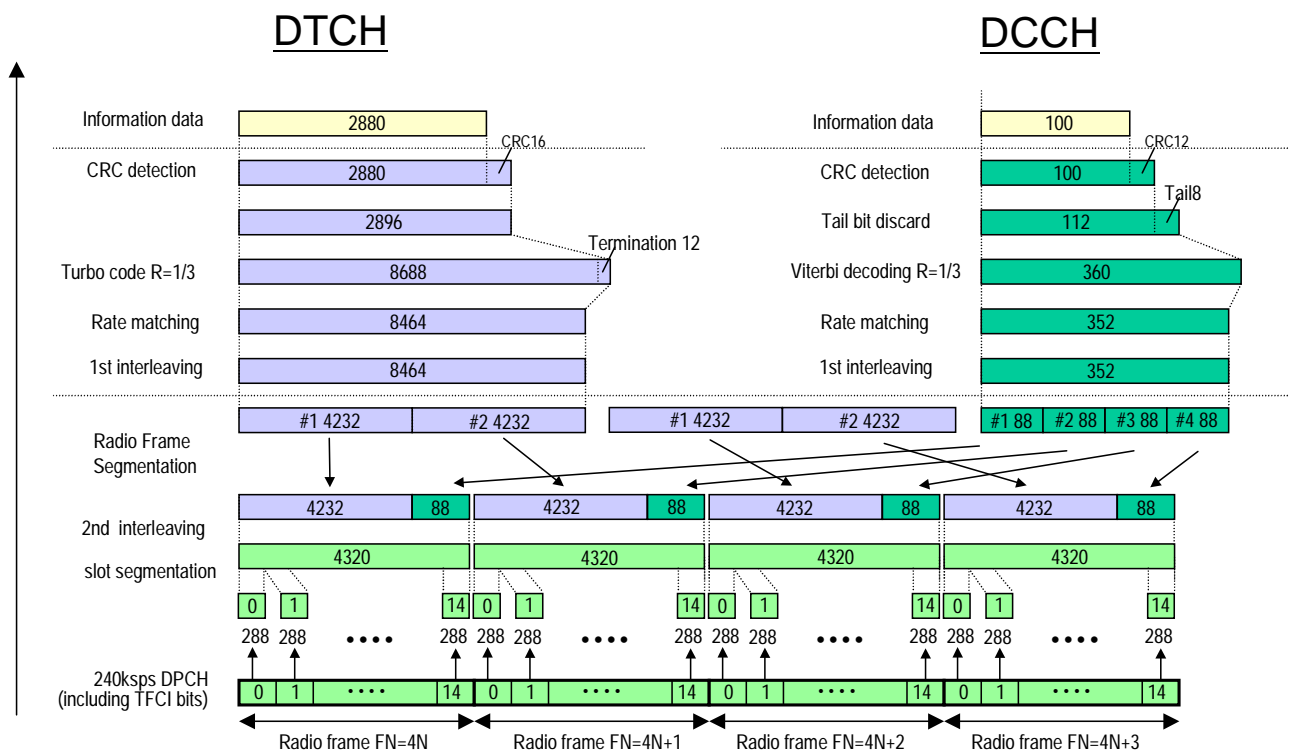 DTCH DCCH
Information data 2880 Information data 100
CRC16 CRC12
CRC detection 2880 CRC detection 100
Tail8
2896 Tail bit discard 112
Termination 12
Turbo code R=1/3 8688 Viterbi decoding R=1/3 360
Rate matching 8464 Rate matching 352
1st interleaving 8464 1st interleaving 352
#1 4232 #2 4232 #1 4232 #2 4232 #1 88 #2 88 #3 88 #4 88
Radio Frame
Segmentation
4232 88 4232 88 4232 88 4232 88
2nd interleaving
4320 4320 4320 4320
slot segmentation
0 1 14 0 1 14 0 1 14 0 1 14
288 288 •••• 288 288 288 •••• 288 288 288 •••• 288 288 288 •••• 288
240ksps DPCH
(including TFCI bits)
0 1 •••• 14 0 1 •••• 14 0 1 •••• 14 0 1 •••• 14
Radio frame FN=4N Radio frame FN=4N+1 Radio frame FN=4N+2 Radio frame FN=4N+3